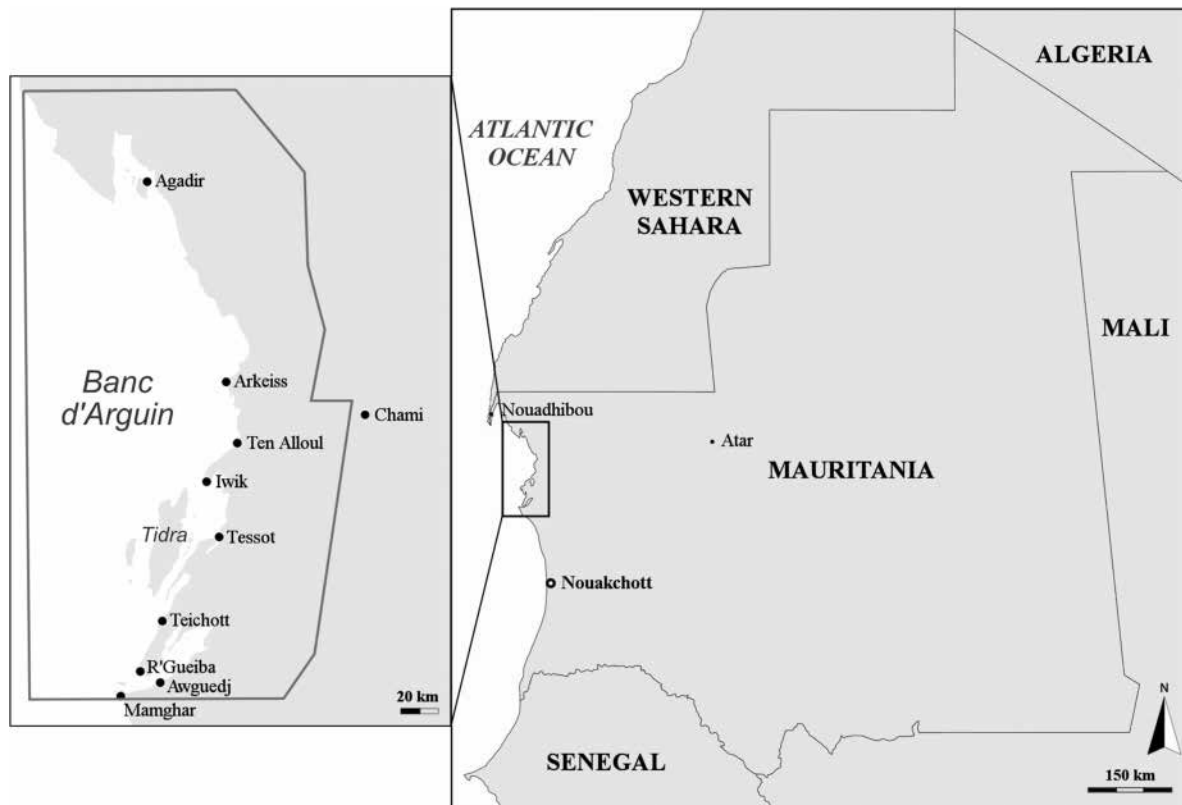 Agadir
Arkeiss
Banc
d'Arguin
Chami
Ten Alloul
Iwik
Tidra
Tessot
Teichott
R'Gueiba
Awguedj
Mamghar
20 km
ALGERIA
ATLANTIC
OCEAN
WESTERN
SAHARA
MALI
Nouadhibou
Atar
MAURITANIA
Nouakchott
SENEGAL
N
150 km